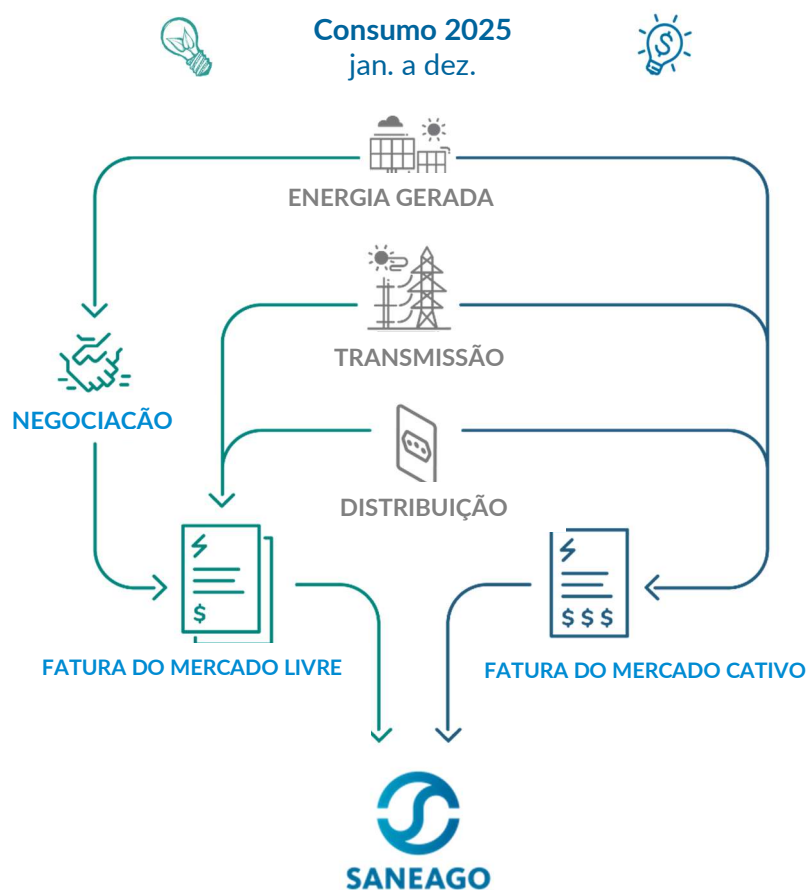 Consumo 2025
jan. a dez.
$
ENERGIA GERADA
TRANSMISSÃO
NEGOCIACÃO
DISTRIBUIÇÃO
$
$ $ $
FATURA DO MERCADO LIVRE
FATURA DO MERCADO CATIVO
SANEAGO